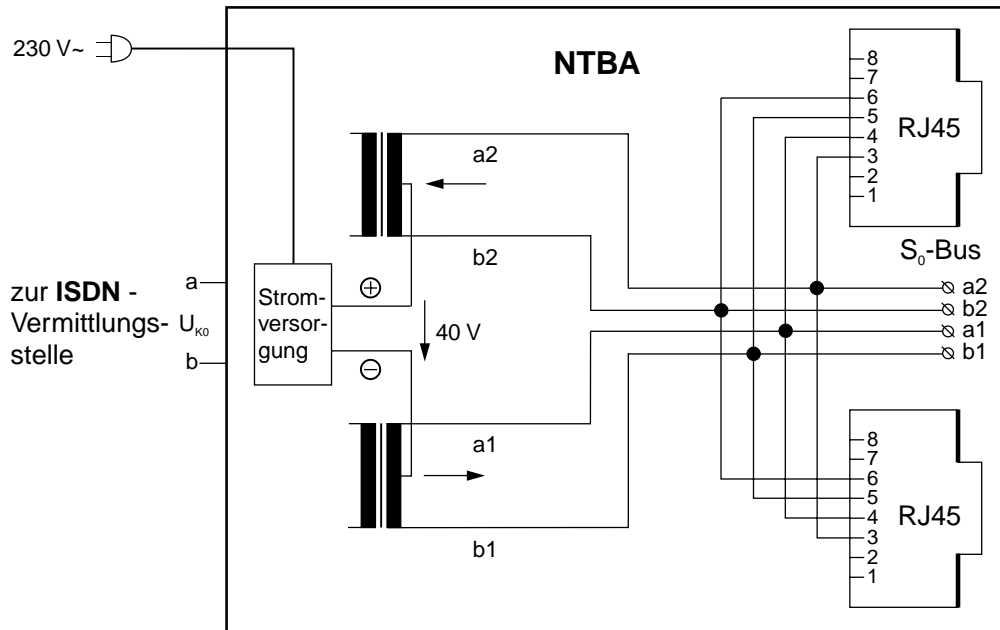 230 V~
NTBA
8
7
6
5
4
3
2
1
RJ45
a2
b2
S₀-Bus
a2
b2
a1
b1
zur ISDN -
Vermittlungs-
stelle
a
U_K0
b
Strom-
versor-
gung
+
40 V
−
a1
b1
8
7
6
5
4
3
2
1
RJ45